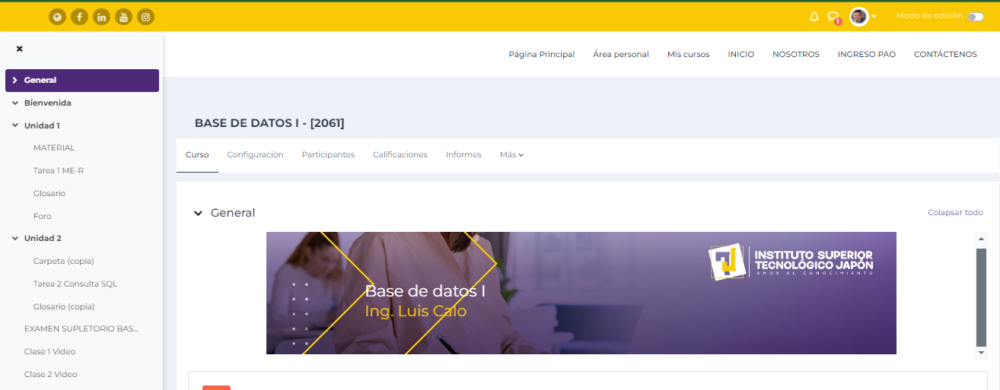 1
Modo de edición
Página Principal
Área personal
Mis cursos
INICIO
NOSOTROS
INGRESO PAO
CONTÁCTENOS
General
Bienvenida
Unidad 1
MATERIAL
Tarea 1 ME-R
Glosario
Foro
Unidad 2
Carpeta (copia)
Tarea 2 Consulta SQL
Glosario (copia)
EXAMEN SUPLETORIO BAS...
Clase 1 Video
Clase 2 Video
BASE DE DATOS I - [2061]
Curso
Configuración
Participantes
Calificaciones
Informes
Más
General
Colapsar todo
INSTITUTO SUPERIOR
TECNOLÓGICO JAPÓN
AMOR AL CONOCIMIENTO
Base de datos I
Ing. Luis Calo